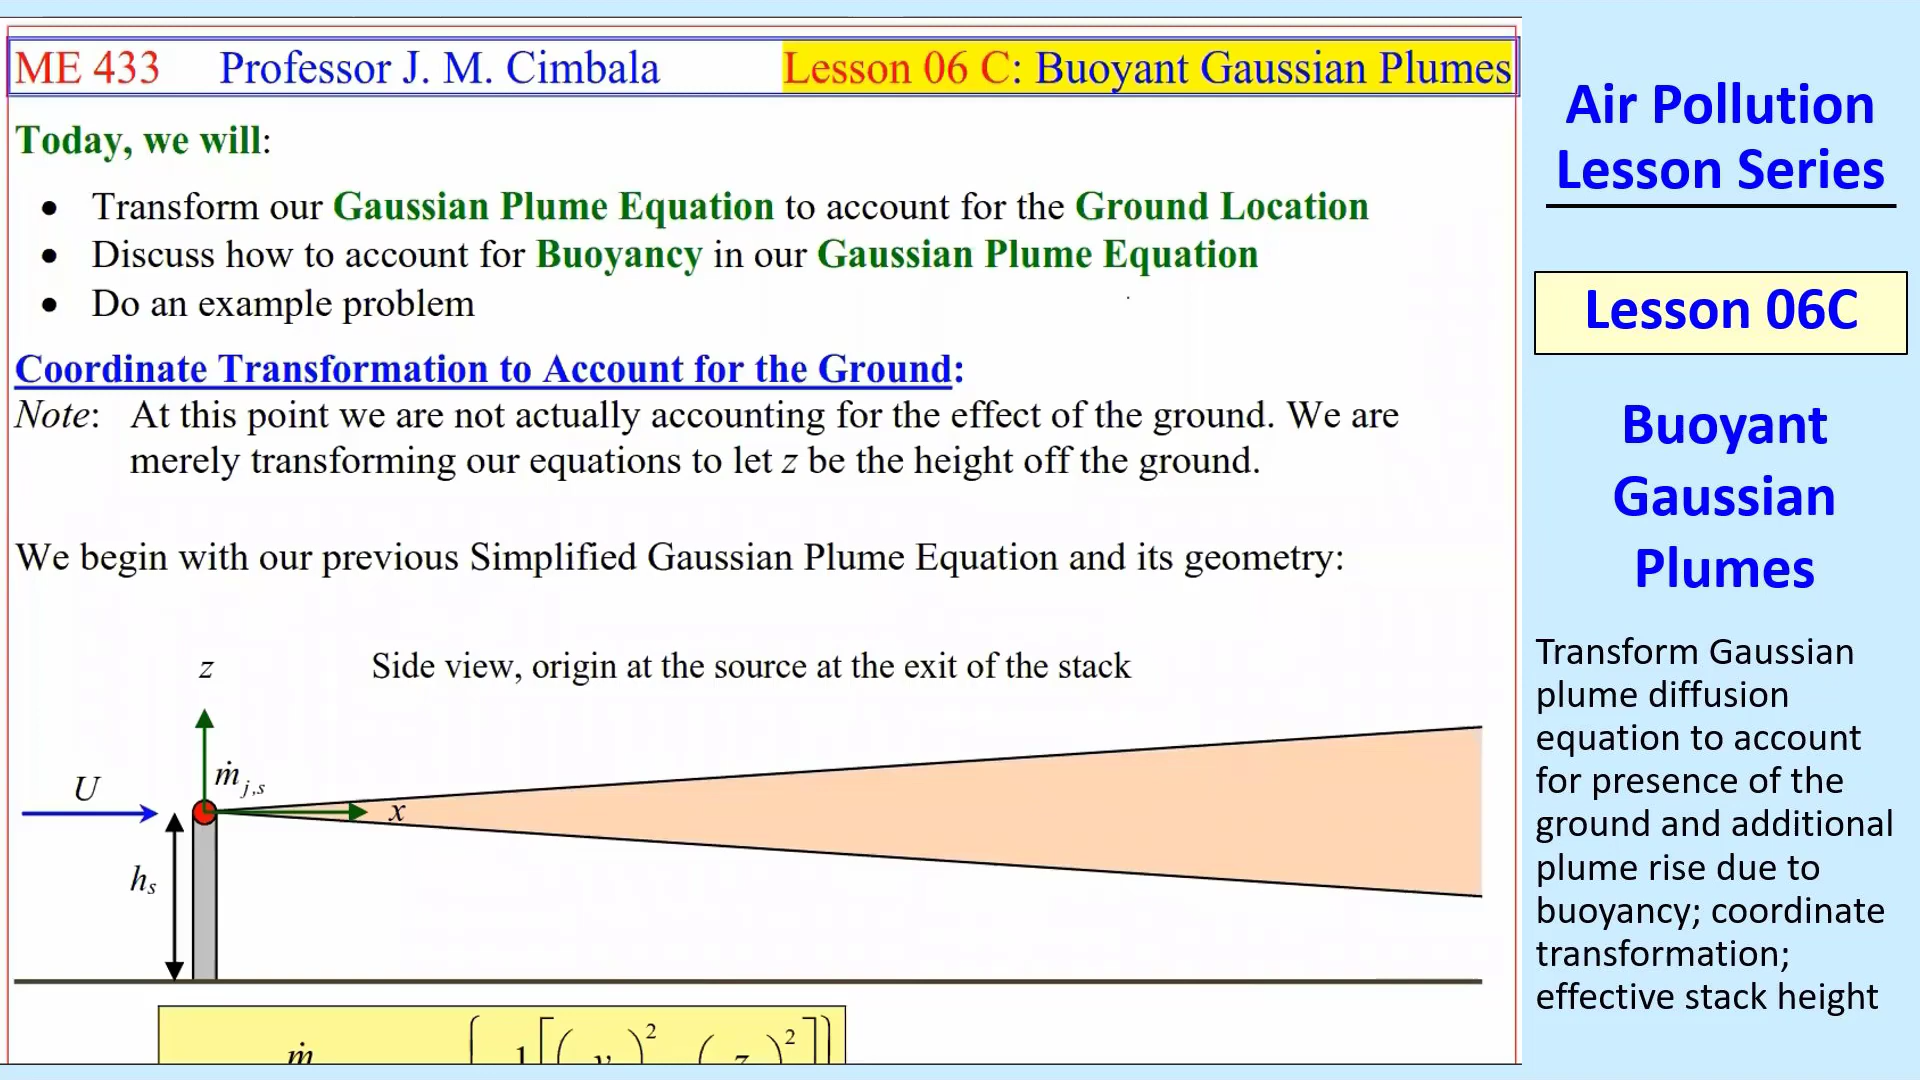 ME 433 Professor J. M. Cimbala Lesson 06 C: Buoyant Gaussian Plumes
Today, we will:
• Transform our Gaussian Plume Equation to account for the Ground Location
• Discuss how to account for Buoyancy in our Gaussian Plume Equation
• Do an example problem
Coordinate Transformation to Account for the Ground:
Note: At this point we are not actually accounting for the effect of the ground. We are
merely transforming our equations to let z be the height off the ground.
We begin with our previous Simplified Gaussian Plume Equation and its geometry:
z
Side view, origin at the source at the exit of the stack
U
ṁ j,s
x
hs
Air Pollution
Lesson Series
Lesson 06C
Buoyant
Gaussian
Plumes
Transform Gaussian
plume diffusion
equation to account
for presence of the
ground and additional
plume rise due to
buoyancy; coordinate
transformation;
effective stack height